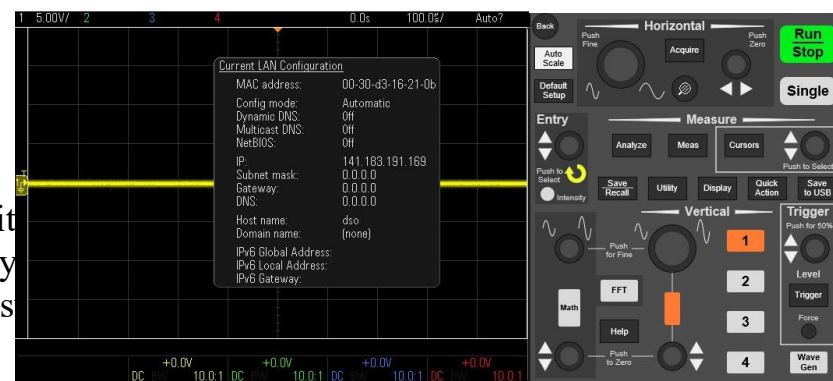 1 5.00V/ 2 3 4 0.0s 100.0s/ Auto?
Current LAN Configuration
MAC address: 00-30-d3-16-21-0b
Config mode: Automatic
Dynamic DNS: Off
Multicast DNS: Off
NetBIOS: Off
IP: 141.183.191.169
Subnet mask: 0.0.0.0
Gateway: 0.0.0.0
DNS: 0.0.0.0
Host name: dso
Domain name: (none)
IPv6 Global Address:
IPv6 Local Address:
IPv6 Gateway:
+0.0V +0.0V +0.0V +0.0V
DC 10.0:1 DC 10.0:1 DC 10.0:1 DC 10.0:1
it
y
s
Back
Auto
Scale
Default
Setup
Horizontal
Push
Fine
Acquire
Push
Zero
Run
Stop
Single
Entry
Push to
Select
Intensity
Measure
Analyze Meas Cursors
Push to Select
Save
Recall
Utility
Display
Quick
Action
Save
to USB
Vertical
Push
for Fine
FFT
Math
Help
Push
to Zero
1
2
3
4
Trigger
Push for 50%
Level
Trigger
Force
Wave
Gen